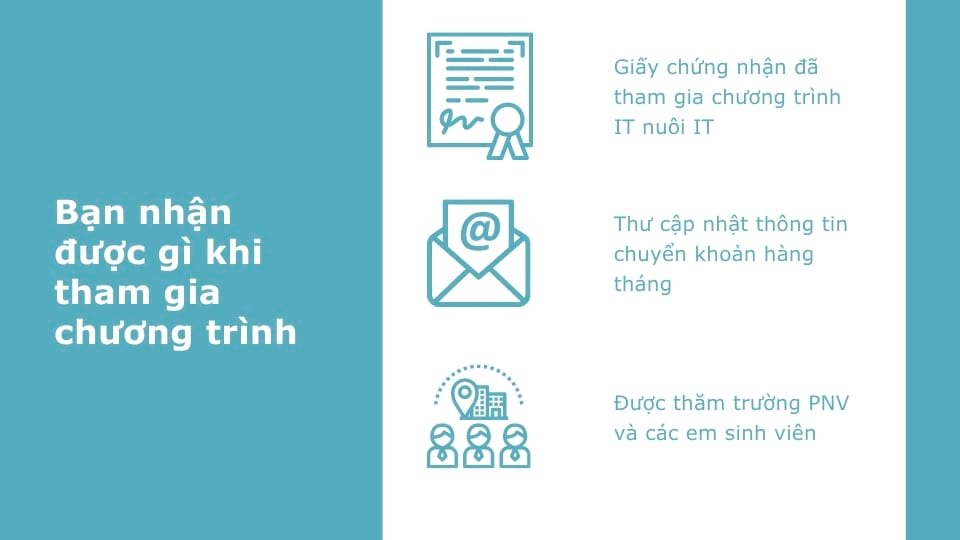 Bạn nhận
được gì khi
tham gia
chương trình
Giấy chứng nhận đã
tham gia chương trình
IT nuôi IT
@
Thư cập nhật thông tin
chuyển khoản hàng
tháng
Được thăm trường PNV
và các em sinh viên